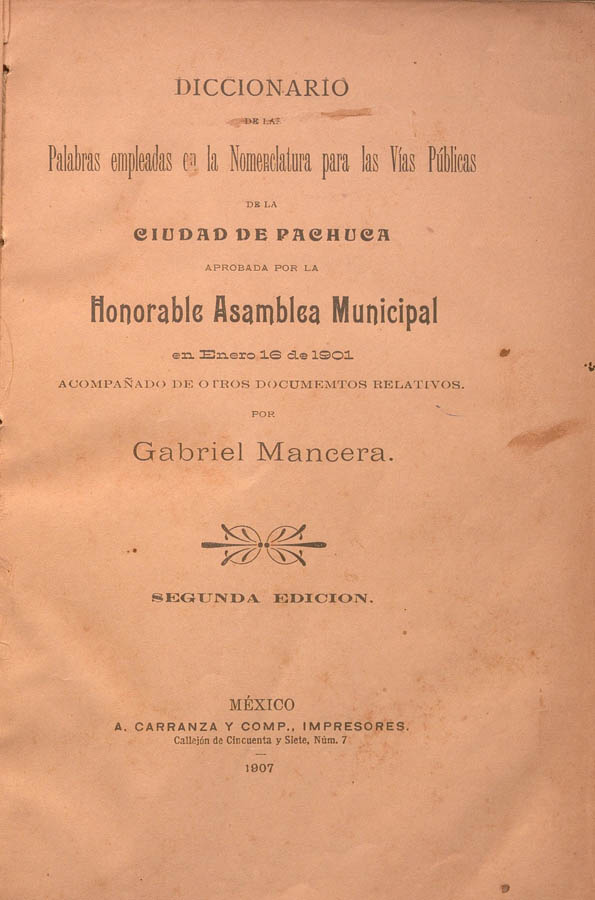 DICCIONARIO
DE LA
Palabras empleadas en la Nomenclatura para las Vías Públicas
DE LA
CIUDAD DE PACHUCA
APROBADA POR LA
Honorable Asamblea Municipal
en Enero 16 de 1901
ACOMPAÑADO DE OTROS DOCUMEMTOS RELATIVOS.
POR
Gabriel Mancera.
SEGUNDA EDICION.
MÉXICO
A. CARRANZA Y COMP., IMPRESORES.
Callejón de Cincuenta y Siete, Núm. 7
1907